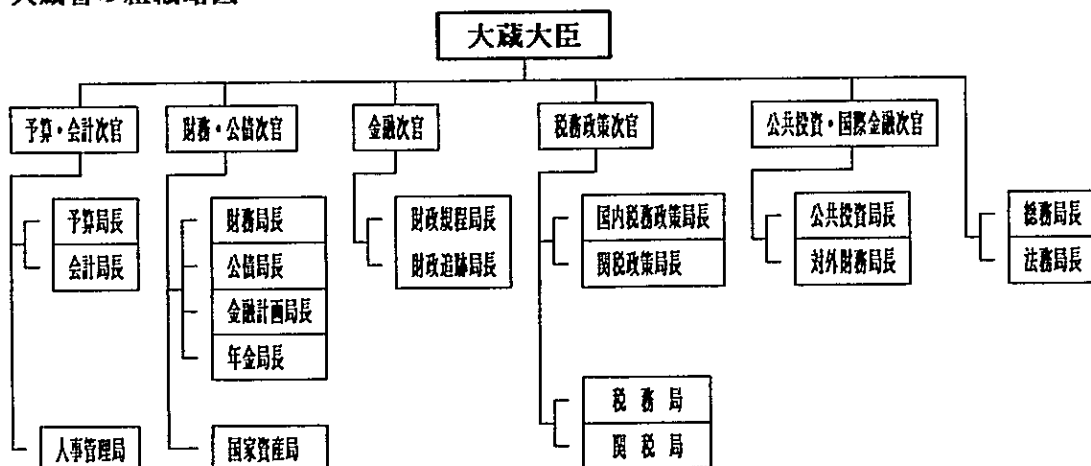 大蔵大臣
予算・会計次官
財務・公債次官
金融次官
税務政策次官
公共投資・国際金融次官
予算局長
会計局長
財務局長
公債局長
金融計画局長
年金局長
財政規程局長
財政追跡局長
国内税務政策局長
関税政策局長
公共投資局長
対外財務局長
総務局長
法務局長
税務局
関税局
人事管理局
国家資産局